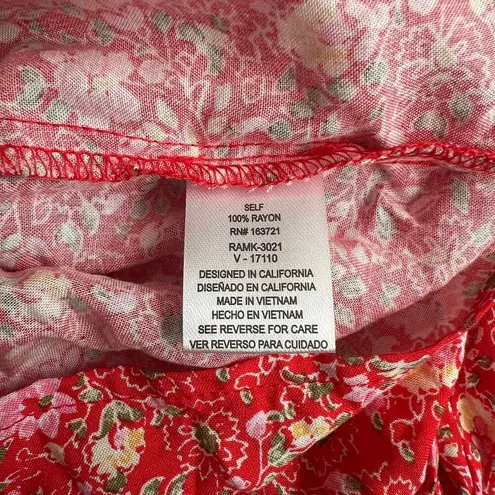 SELF
100% RAYON
RN# 163721
RAMK-3021
V - 17110
DESIGNED IN CALIFORNIA
DISEÑADO EN CALIFORNIA
MADE IN VIETNAM
HECHO EN VIETNAM
SEE REVERSE FOR CARE
VER REVERSO PARA CUIDADO